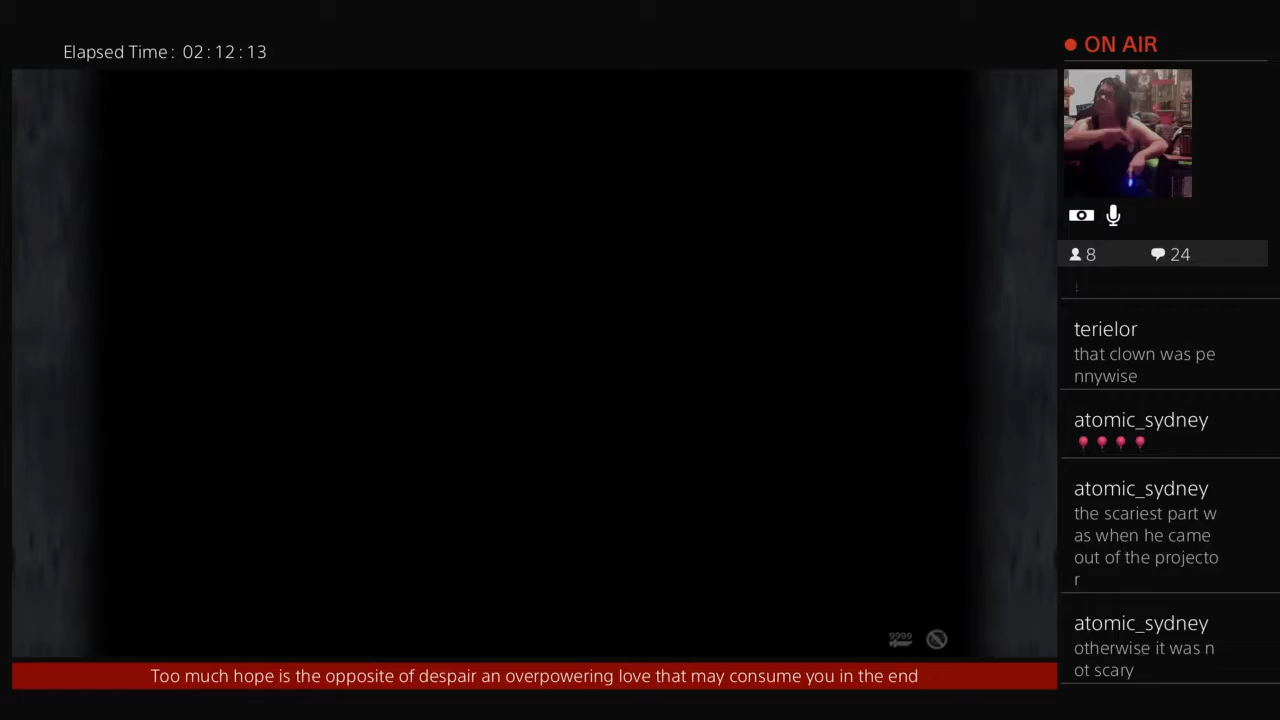 Elapsed Time: 02:12:13
ON AIR
8 24
terielor
that clown was pe
nnywise
atomic_sydney
atomic_sydney
the scariest part w
as when he came
out of the projecto
r
atomic_sydney
otherwise it was n
ot scary
9999
Too much hope is the opposite of despair an overpowering love that may consume you in the end